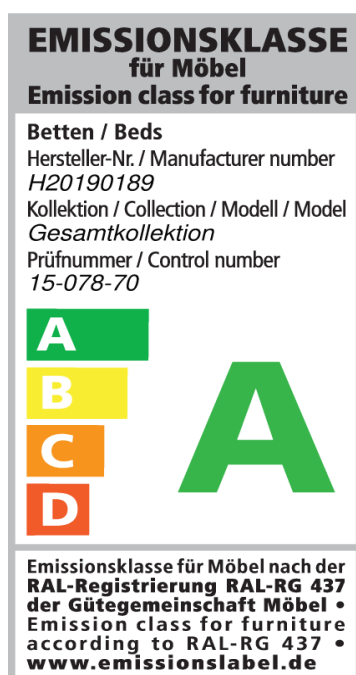 EMISSIONSKLASSE
für Möbel
Emission class for furniture
Betten / Beds
Hersteller-Nr. / Manufacturer number
H20190189
Kollektion / Collection / Modell / Model
Gesamtkollektion
Prüfnummer / Control number
15-078-70
A
B
C
D
A
Emissionsklasse für Möbel nach der
RAL-Registrierung RAL-RG 437
der Gütegemeinschaft Möbel •
Emission class for furniture
according to RAL-RG 437 •
www.emissionslabel.de